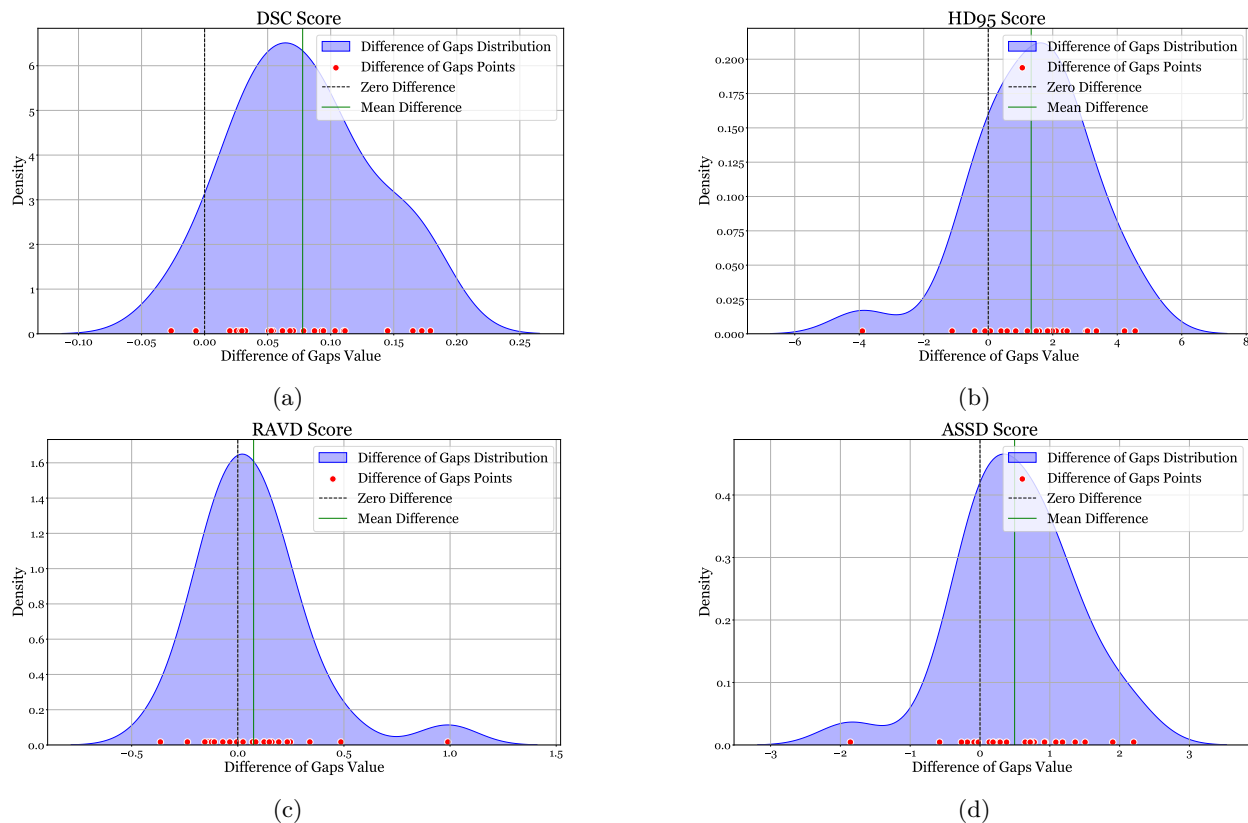 DSC Score
6
5
4
3
2
1
0
Density
Difference of Gaps Distribution
Difference of Gaps Points
Zero Difference
Mean Difference
−0.10 −0.05 0.00 0.05 0.10 0.15 0.20 0.25
Difference of Gaps Value
(a)
HD95 Score
0.200
0.175
0.150
0.125
0.100
0.075
0.050
0.025
0.000
Density
Difference of Gaps Distribution
Difference of Gaps Points
Zero Difference
Mean Difference
−6 −4 −2 0 2 4 6 8
Difference of Gaps Value
(b)
RAVD Score
1.6
1.4
1.2
1.0
0.8
0.6
0.4
0.2
0.0
Density
Difference of Gaps Distribution
Difference of Gaps Points
Zero Difference
Mean Difference
−0.5 0.0 0.5 1.0 1.5
Difference of Gaps Value
(c)
ASSD Score
0.4
0.3
0.2
0.1
0.0
Density
Difference of Gaps Distribution
Difference of Gaps Points
Zero Difference
Mean Difference
−3 −2 −1 0 1 2 3
Difference of Gaps Value
(d)